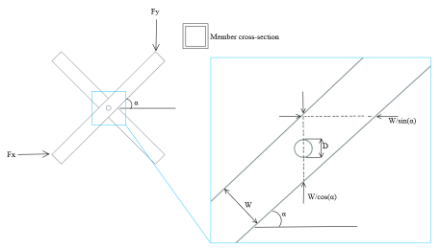 Fy
Member cross-section
α
Fx
W/sin(α)
D
W/cos(α)
W
α